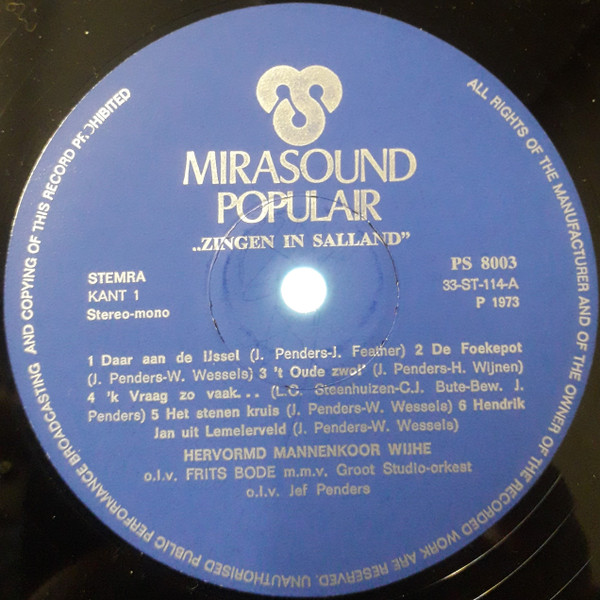 MIRASOUND
POPULAIR
„ZINGEN IN SALLAND”
STEMRA
KANT 1
Stereo-mono
PS 8003
33-ST-114-A
P 1973
1 Daar aan de IJssel (J. Penders-J. Feather) 2 De Foekepot
(J. Penders-W. Wessels) 3 't Oude zwol' (J. Penders-H. Wijnen)
4 'k Vraag zo vaak... (L.C. Steenhuizen-C.J. Bute-Bew. J.
Penders) 5 Het stenen kruis (J. Penders-W. Wessels) 6 Hendrik
Jan uit Lemelerveld (J. Penders-W. Wessels)
HERVORMD MANNENKOOR WIJHE
o.l.v. FRITS BODE m.m.v. Groot Studio-orkest
o.l.v. Jef Penders
ALL RIGHTS OF THE MANUFACTURER AND OF THE OWNER OF THE RECORDED WORK ARE RESERVED. UNAUTHORISED PUBLIC PERFORMANCE BROADCASTING AND COPYING OF THIS RECORD PROHIBITED